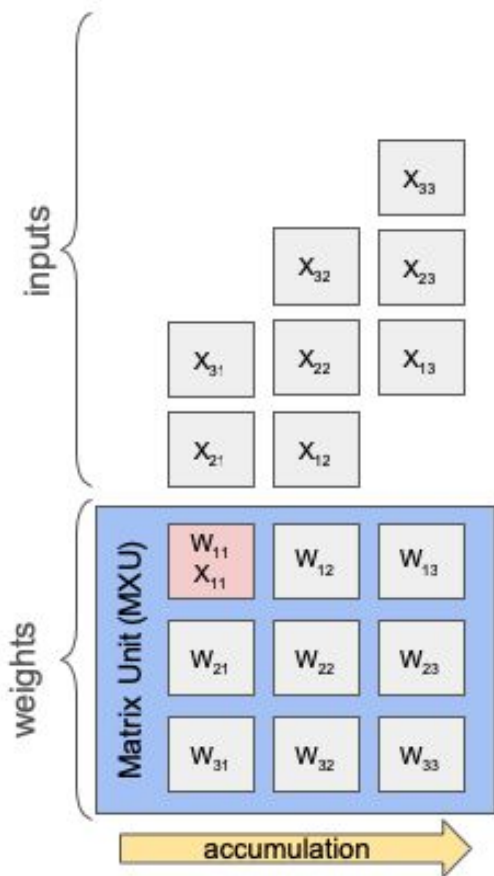 inputs
X₃₃
X₃₂ X₂₃
X₃₁ X₂₂ X₁₃
X₂₁ X₁₂
weights
Matrix Unit (MXU)
W₁₁ W₁₂ W₁₃
X₁₁
W₂₁ W₂₂ W₂₃
W₃₁ W₃₂ W₃₃
accumulation